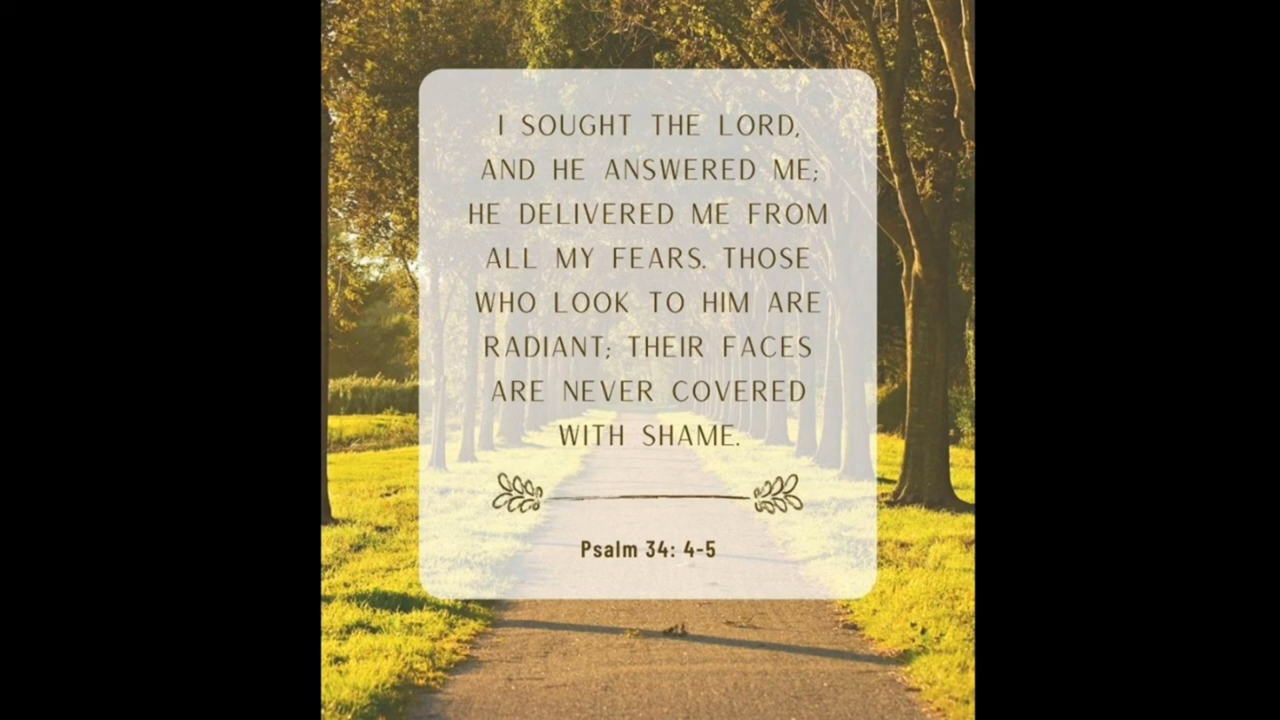 I SOUGHT THE LORD,
AND HE ANSWERED ME;
HE DELIVERED ME FROM
ALL MY FEARS. THOSE
WHO LOOK TO HIM ARE
RADIANT; THEIR FACES
ARE NEVER COVERED
WITH SHAME.
Psalm 34: 4-5